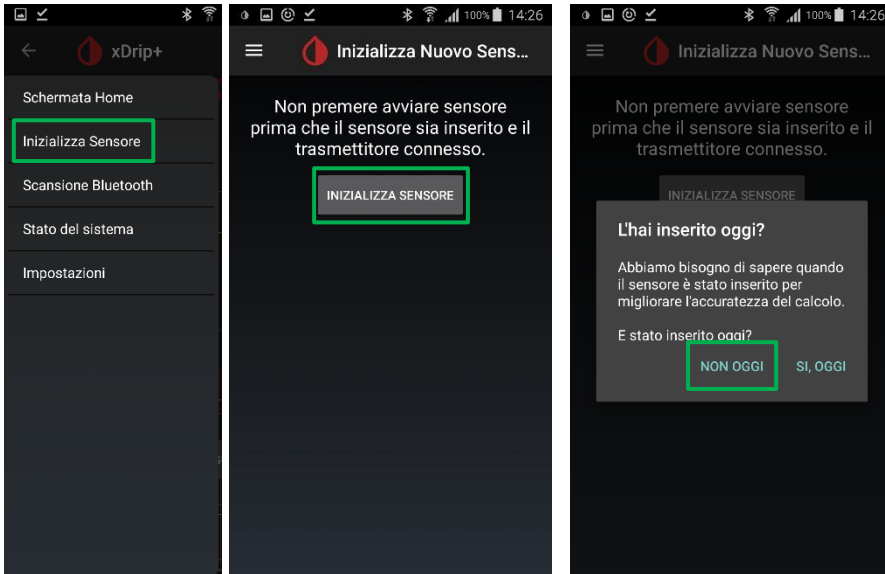 xDrip+
Schermata Home
Inizializza Sensore
Scansione Bluetooth
Stato del sistema
Impostazioni
100% 14:26
Inizializza Nuovo Sens...
Non premere avviare sensore
prima che il sensore sia inserito e il
trasmettitore connesso.
INIZIALIZZA SENSORE
100% 14:26
Inizializza Nuovo Sens...
Non premere avviare sensore
prima che il sensore sia inserito e il
trasmettitore connesso.
INIZIALIZZA SENSORE
L'hai inserito oggi?
Abbiamo bisogno di sapere quando
il sensore è stato inserito per
migliorare l'accuratezza del calcolo.
E stato inserito oggi?
NON OGGI SI, OGGI